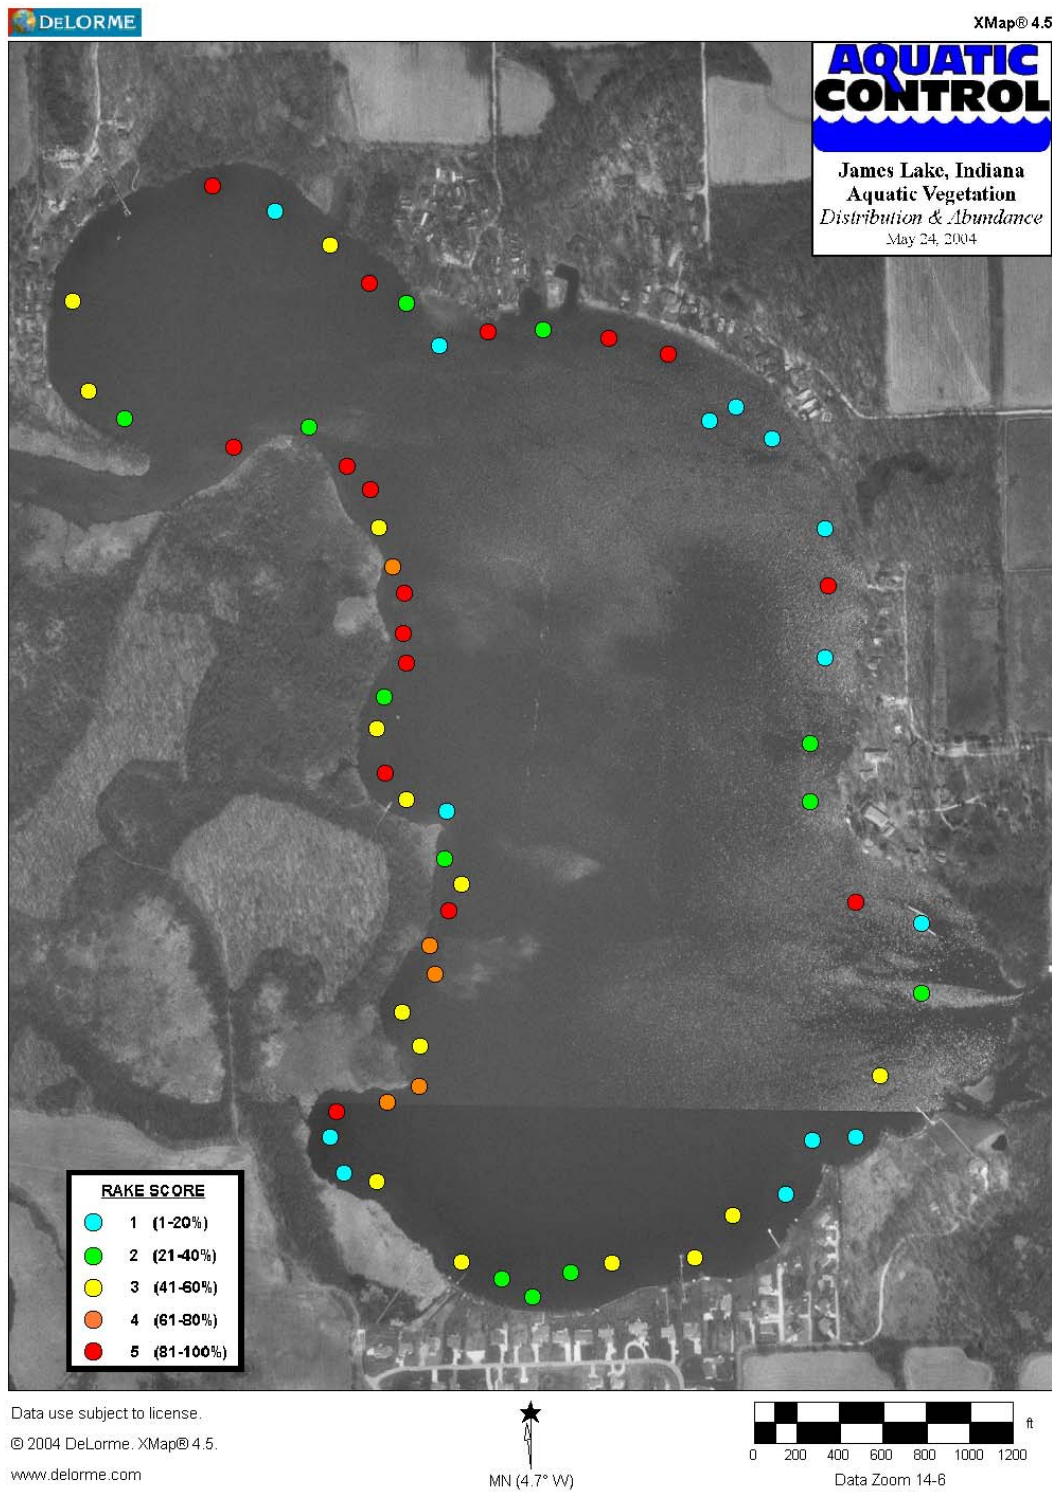 DELORME
XMap® 4.5
AQUATIC
CONTROL
James Lake, Indiana
Aquatic Vegetation
Distribution & Abundance
May 24, 2004
RAKE SCORE
1 (1-20%)
2 (21-40%)
3 (41-60%)
4 (61-80%)
5 (81-100%)
Data use subject to license.
© 2004 DeLorme. XMap® 4.5.
www.delorme.com
MN (4.7° W)
ft
0 200 400 600 800 1000 1200
Data Zoom 14-6